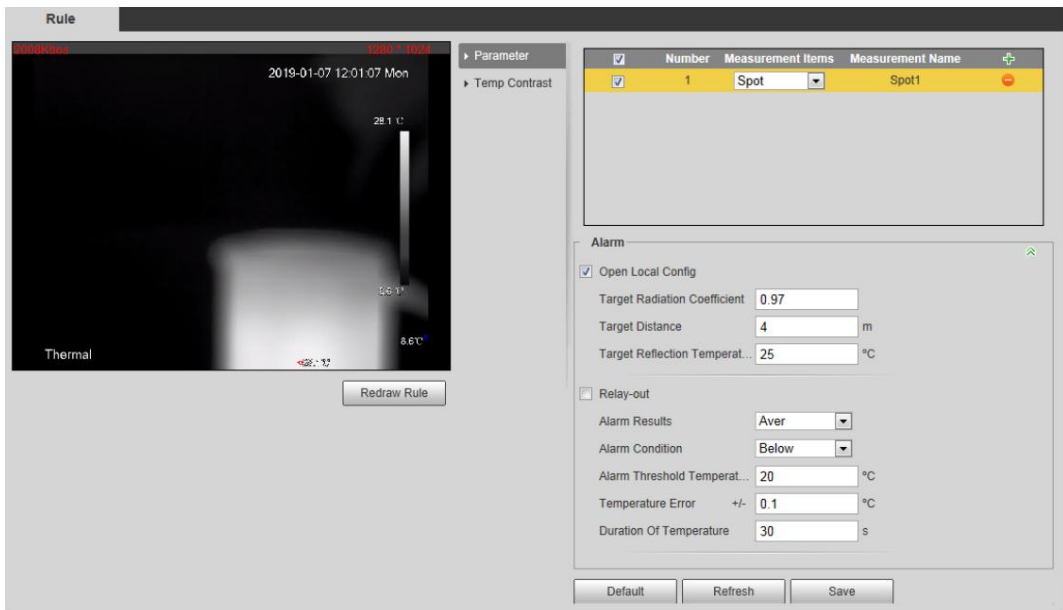 Rule
2000Kbps 1280 * 1024
2019-01-07 12:01:07 Mon
28.1 ℃
8.6℃
Thermal
Redraw Rule
Parameter
Temp Contrast
Number Measurement Items Measurement Name
1 Spot Spot1
Alarm
Open Local Config
Target Radiation Coefficient 0.97
Target Distance 4 m
Target Reflection Temperat... 25 °C
Relay-out
Alarm Results Aver
Alarm Condition Below
Alarm Threshold Temperat... 20 °C
Temperature Error +/- 0.1 °C
Duration Of Temperature 30 s
Default Refresh Save